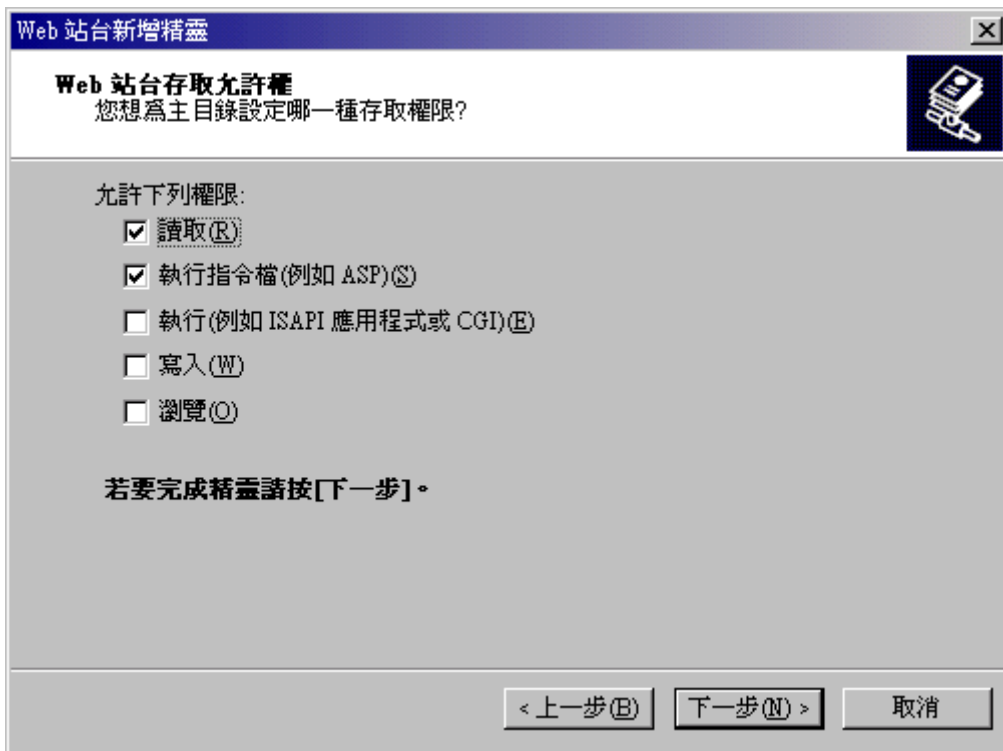 Web 站台新增精靈
Web 站台存取允許權
您想為主目錄設定哪一種存取權限?
允許下列權限:
讀取(R)
執行指令檔(例如 ASP)(S)
執行(例如 ISAPI 應用程式或 CGI)(E)
寫入(W)
瀏覽(O)
若要完成精靈請按[下一步]。
< 上一步(B) 下一步(N) > 取消